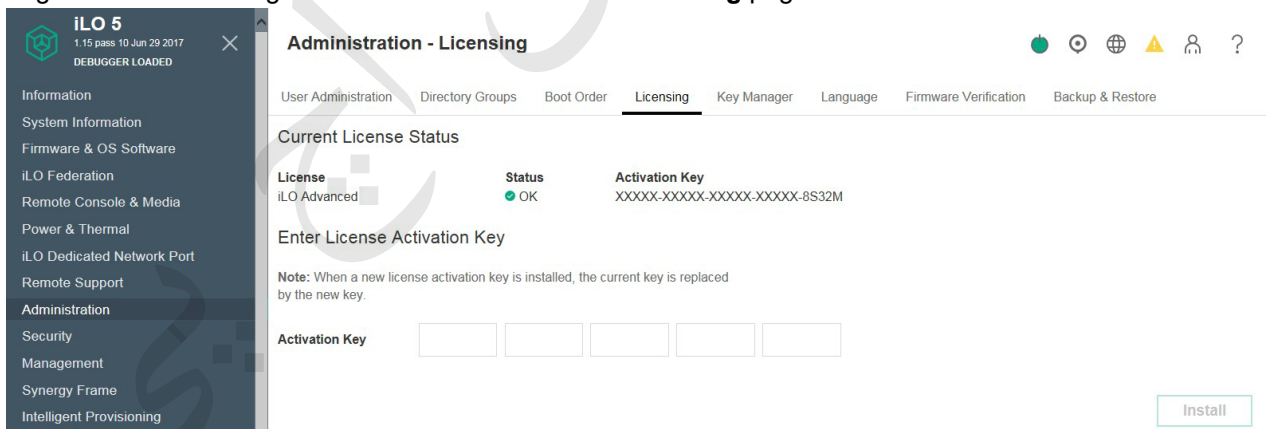 iLO 5
1.15 pass 10 Jun 29 2017
DEBUGGER LOADED
Information
System Information
Firmware & OS Software
iLO Federation
Remote Console & Media
Power & Thermal
iLO Dedicated Network Port
Remote Support
Administration
Security
Management
Synergy Frame
Intelligent Provisioning
Administration - Licensing
?
User Administration Directory Groups Boot Order Licensing Key Manager Language Firmware Verification Backup & Restore
Current License Status
License Status Activation Key
iLO Advanced OK XXXXX-XXXXX-XXXXX-XXXXX-8S32M
Enter License Activation Key
Note: When a new license activation key is installed, the current key is replaced
by the new key.
Activation Key
Install